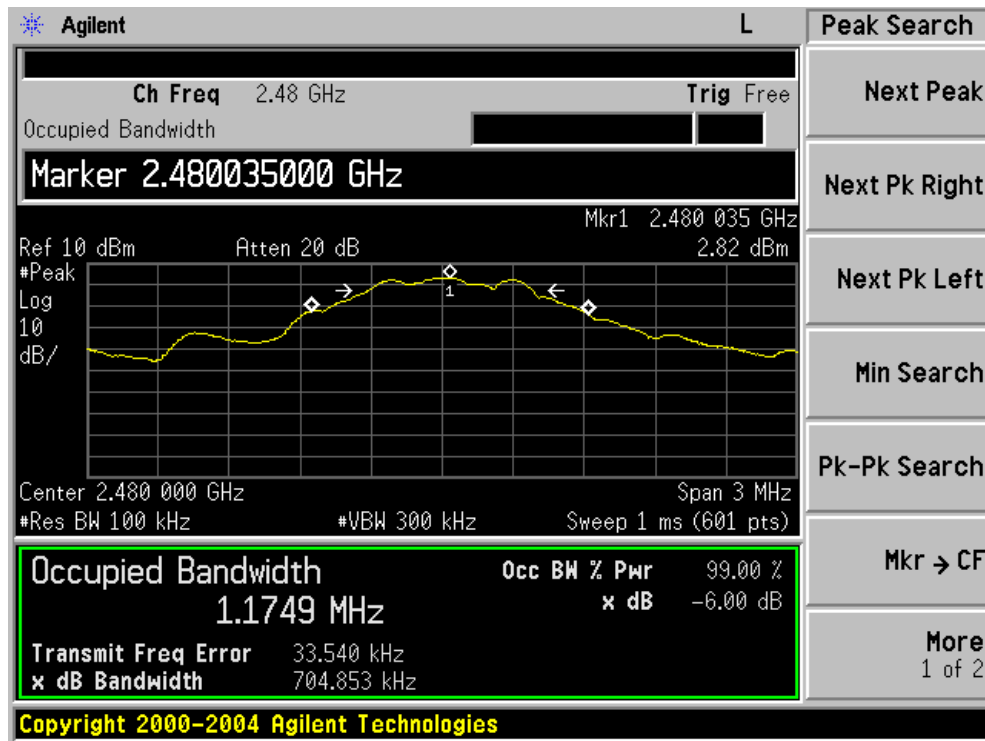 Agilent L Peak Search
Ch Freq 2.48 GHz Trig Free
Occupied Bandwidth
Marker 2.480035000 GHz
Mkr1 2.480 035 GHz
Ref 10 dBm Atten 20 dB 2.82 dBm
#Peak
Log
10
dB/
1
Center 2.480 000 GHz Span 3 MHz
#Res BW 100 kHz #VBW 300 kHz Sweep 1 ms (601 pts)
Occupied Bandwidth Occ BW % Pwr 99.00 %
1.1749 MHz x dB -6.00 dB
Transmit Freq Error 33.540 kHz
x dB Bandwidth 704.853 kHz
Copyright 2000-2004 Agilent Technologies
Next Peak
Next Pk Right
Next Pk Left
Min Search
Pk-Pk Search
Mkr → CF
More
1 of 2